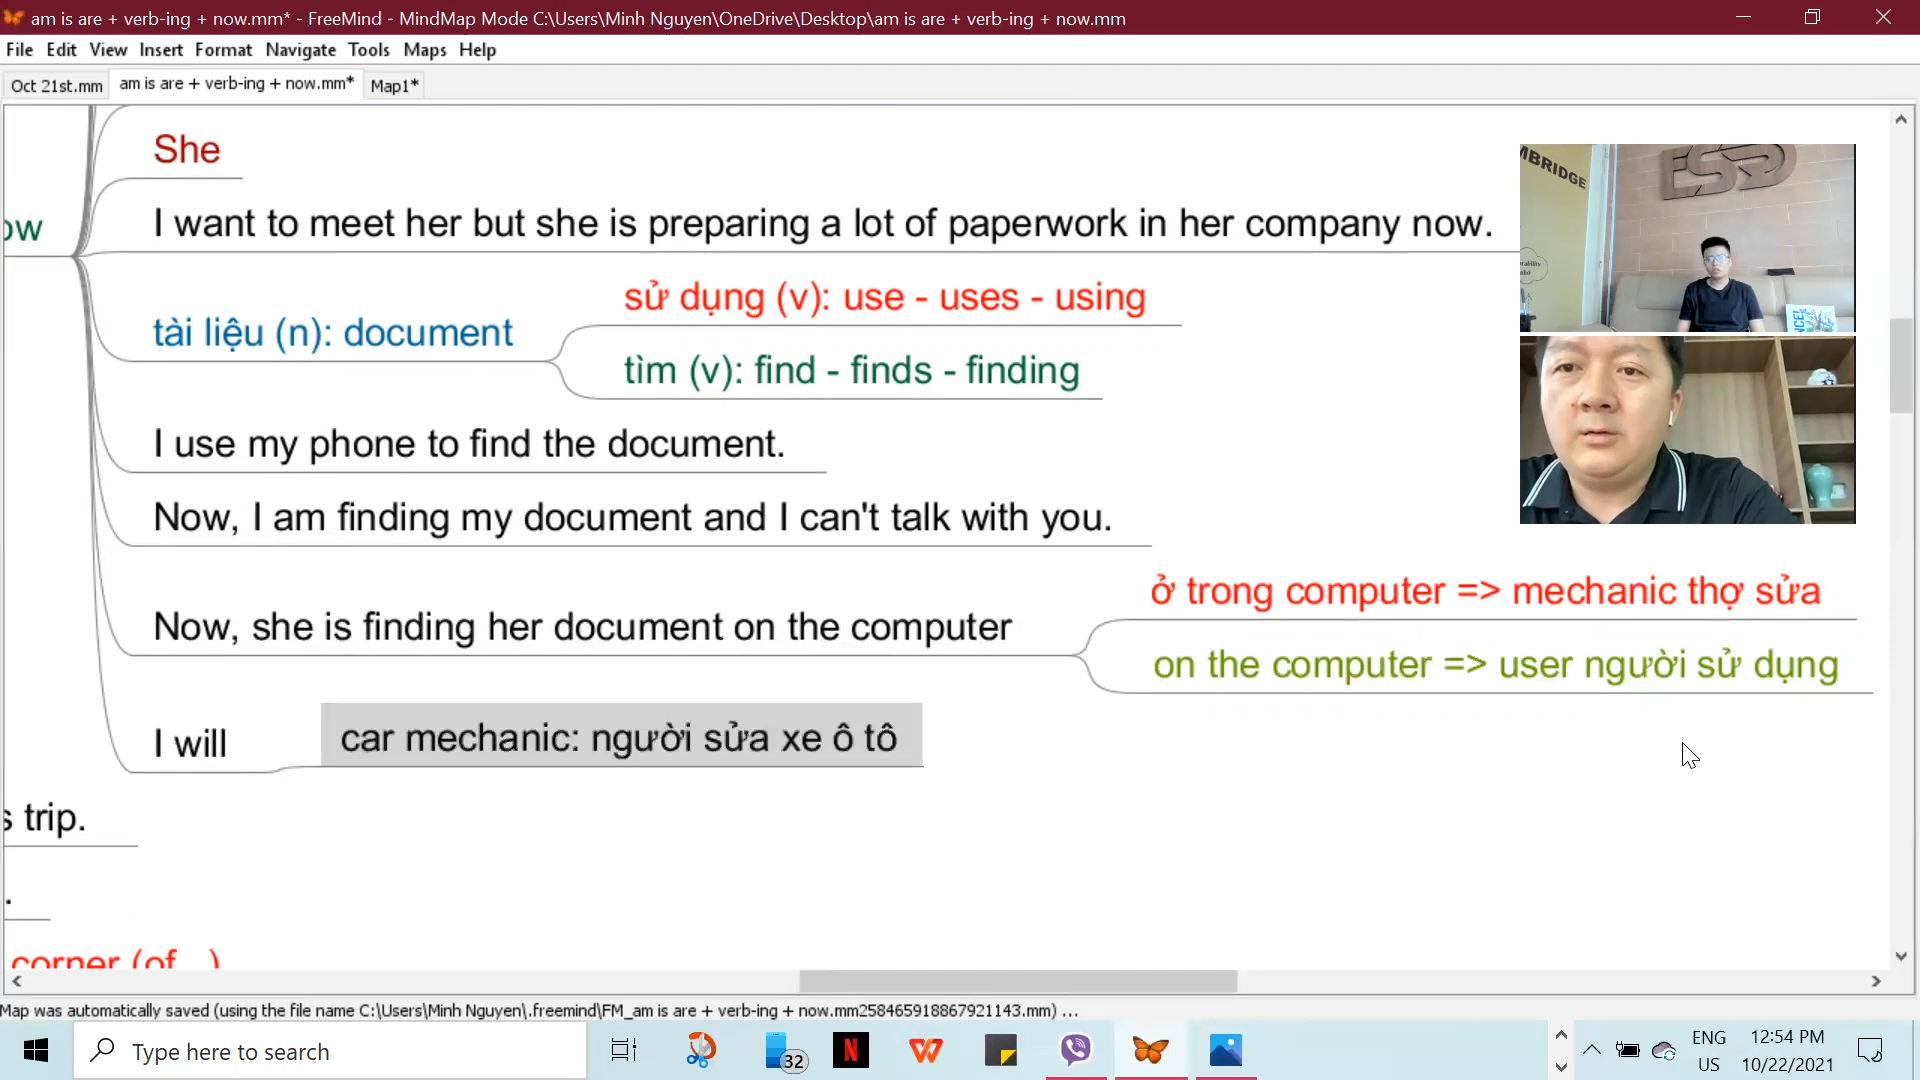 am is are + verb-ing + now.mm* - FreeMind - MindMap Mode C:\Users\Minh Nguyen\OneDrive\Desktop\am is are + verb-ing + now.mm
File Edit View Insert Format Navigate Tools Maps Help
Oct 21st.mm am is are + verb-ing + now.mm* Map1*
She
I want to meet her but she is preparing a lot of paperwork in her company now.
ow
sử dụng (v): use - uses - using
tài liệu (n): document
tìm (v): find - finds - finding
I use my phone to find the document.
Now, I am finding my document and I can't talk with you.
ở trong computer => mechanic thợ sửa
Now, she is finding her document on the computer
on the computer => user người sử dụng
I will
car mechanic: người sửa xe ô tô
s trip.
.
corner (of...)
MBRIDGE
ESG
Map was automatically saved (using the file name C:\Users\Minh Nguyen\.freemind\FM_am is are + verb-ing + now.mm258465918867921143.mm) ...
Type here to search
32
ENG
US
12:54 PM
10/22/2021